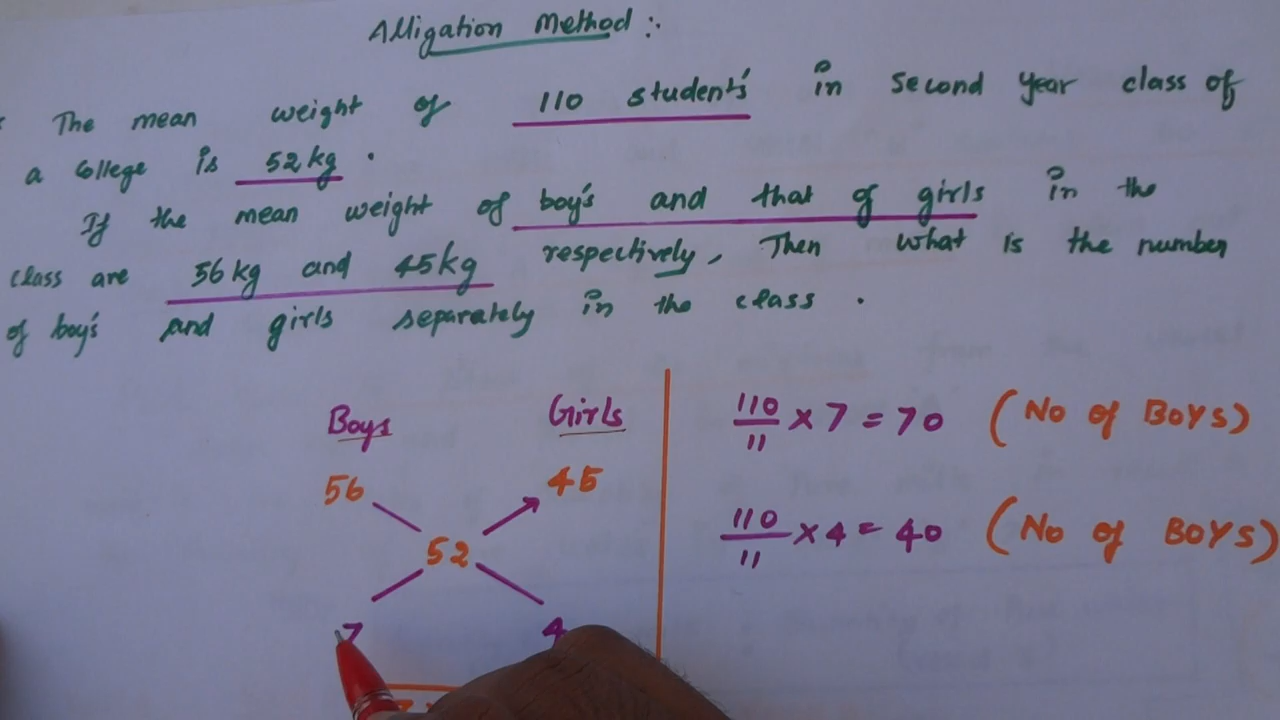 Alligation Method :-
The mean weight of 110 student's in second year class of
a college is 52kg .
If the mean weight of boy's and that of girls in the
class are 56kg and 45kg respectively, Then what is the number
of boy's and girls separately in the class .
Boys Girls
56 45
52
7 4
110/11 × 7 = 70 (No of BOYS)
110/11 × 4 = 40 (No of BOYS)